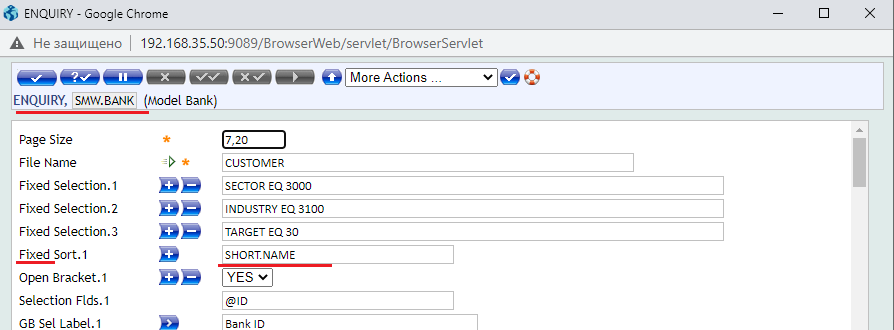 ENQUIRY - Google Chrome
Не защищено 192.168.35.50:9089/BrowserWeb/servlet/BrowserServlet
More Actions ...
ENQUIRY, SMW.BANK (Model Bank)
Page Size 7,20
File Name CUSTOMER
Fixed Selection.1 SECTOR EQ 3000
Fixed Selection.2 INDUSTRY EQ 3100
Fixed Selection.3 TARGET EQ 30
Fixed Sort.1 SHORT.NAME
Open Bracket.1 YES
Selection Flds.1 @ID
GB Sel Label.1 Bank ID